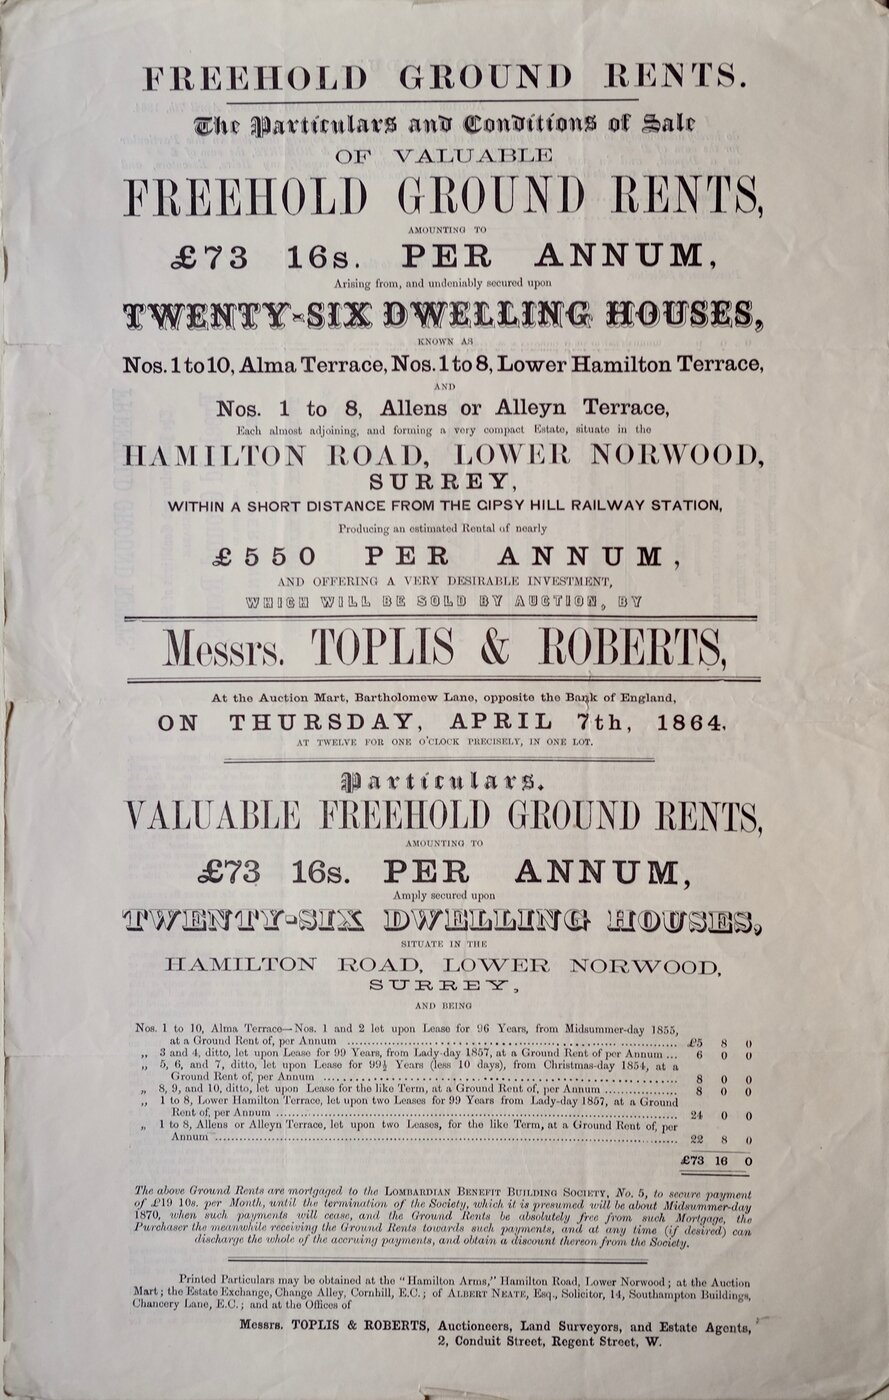 FREEHOLD GROUND RENTS.
The Particulars and Conditions of Sale
OF VALUABLE
FREEHOLD GROUND RENTS,
AMOUNTING TO
£73 16s. PER ANNUM,
Arising from, and undeniably secured upon
TWENTY-SIX DWELLING HOUSES,
KNOWN AS
Nos. 1 to 10, Alma Terrace, Nos. 1 to 8, Lower Hamilton Terrace,
AND
Nos. 1 to 8, Allens or Alleyn Terrace,
Each almost adjoining, and forming a very compact Estate, situate in the
HAMILTON ROAD, LOWER NORWOOD,
SURREY,
WITHIN A SHORT DISTANCE FROM THE GIPSY HILL RAILWAY STATION,
Producing an estimated Rental of nearly
£550 PER ANNUM,
AND OFFERING A VERY DESIRABLE INVESTMENT,
WHICH WILL BE SOLD BY AUCTION, BY
Messrs. TOPLIS & ROBERTS,
At the Auction Mart, Bartholomew Lane, opposite the Bank of England,
ON THURSDAY, APRIL 7th, 1864,
AT TWELVE FOR ONE O'CLOCK PRECISELY, IN ONE LOT.
Particulars.
VALUABLE FREEHOLD GROUND RENTS,
AMOUNTING TO
£73 16s. PER ANNUM,
Amply secured upon
TWENTY-SIX DWELLING HOUSES,
SITUATE IN THE
HAMILTON ROAD, LOWER NORWOOD,
SURREY,
AND BEING
Nos. 1 to 10, Alma Terrace—Nos. 1 and 2 let upon Lease for 96 Years, from Midsummer-day 1855,
at a Ground Rent of, per Annum ... £5 8 0
„ 3 and 4, ditto, let upon Lease for 99 Years, from Lady-day 1857, at a Ground Rent of per Annum ... 6 0 0
„ 5, 6, and 7, ditto, let upon Lease for 99½ Years (less 10 days), from Christmas-day 1854, at a
Ground Rent of, per Annum ... 8 0 0
„ 8, 9, and 10, ditto, let upon Lease for the like Term, at a Ground Rent of, per Annum ... 8 0 0
„ 1 to 8, Lower Hamilton Terrace, let upon two Leases for 99 Years from Lady-day 1857, at a Ground
Rent of, per Annum ... 24 0 0
„ 1 to 8, Allens or Alleyn Terrace, let upon two Leases, for the like Term, at a Ground Rent of, per
Annum ... 22 8 0
£73 16 0
The above Ground Rents are mortgaged to the LOMBARDIAN BENEFIT BUILDING SOCIETY, No. 5, to secure payment
of £19 10s. per Month, until the termination of the Society, which it is presumed will be about Midsummer-day
1870, when such payments will cease, and the Ground Rents be absolutely free from such Mortgage, the
Purchaser the meanwhile receiving the Ground Rents towards such payments, and at any time (if desired) can
discharge the whole of the accruing payments, and obtain a discount thereon from the Society.
Printed Particulars may be obtained at the "Hamilton Arms," Hamilton Road, Lower Norwood; at the Auction
Mart; the Estate Exchange, Change Alley, Cornhill, E.C.; of ALBERT NEATE, Esq., Solicitor, 14, Southampton Buildings,
Chancery Lane, E.C.; and at the Offices of
Messrs. TOPLIS & ROBERTS, Auctioneers, Land Surveyors, and Estate Agents,
2, Conduit Street, Regent Street, W.